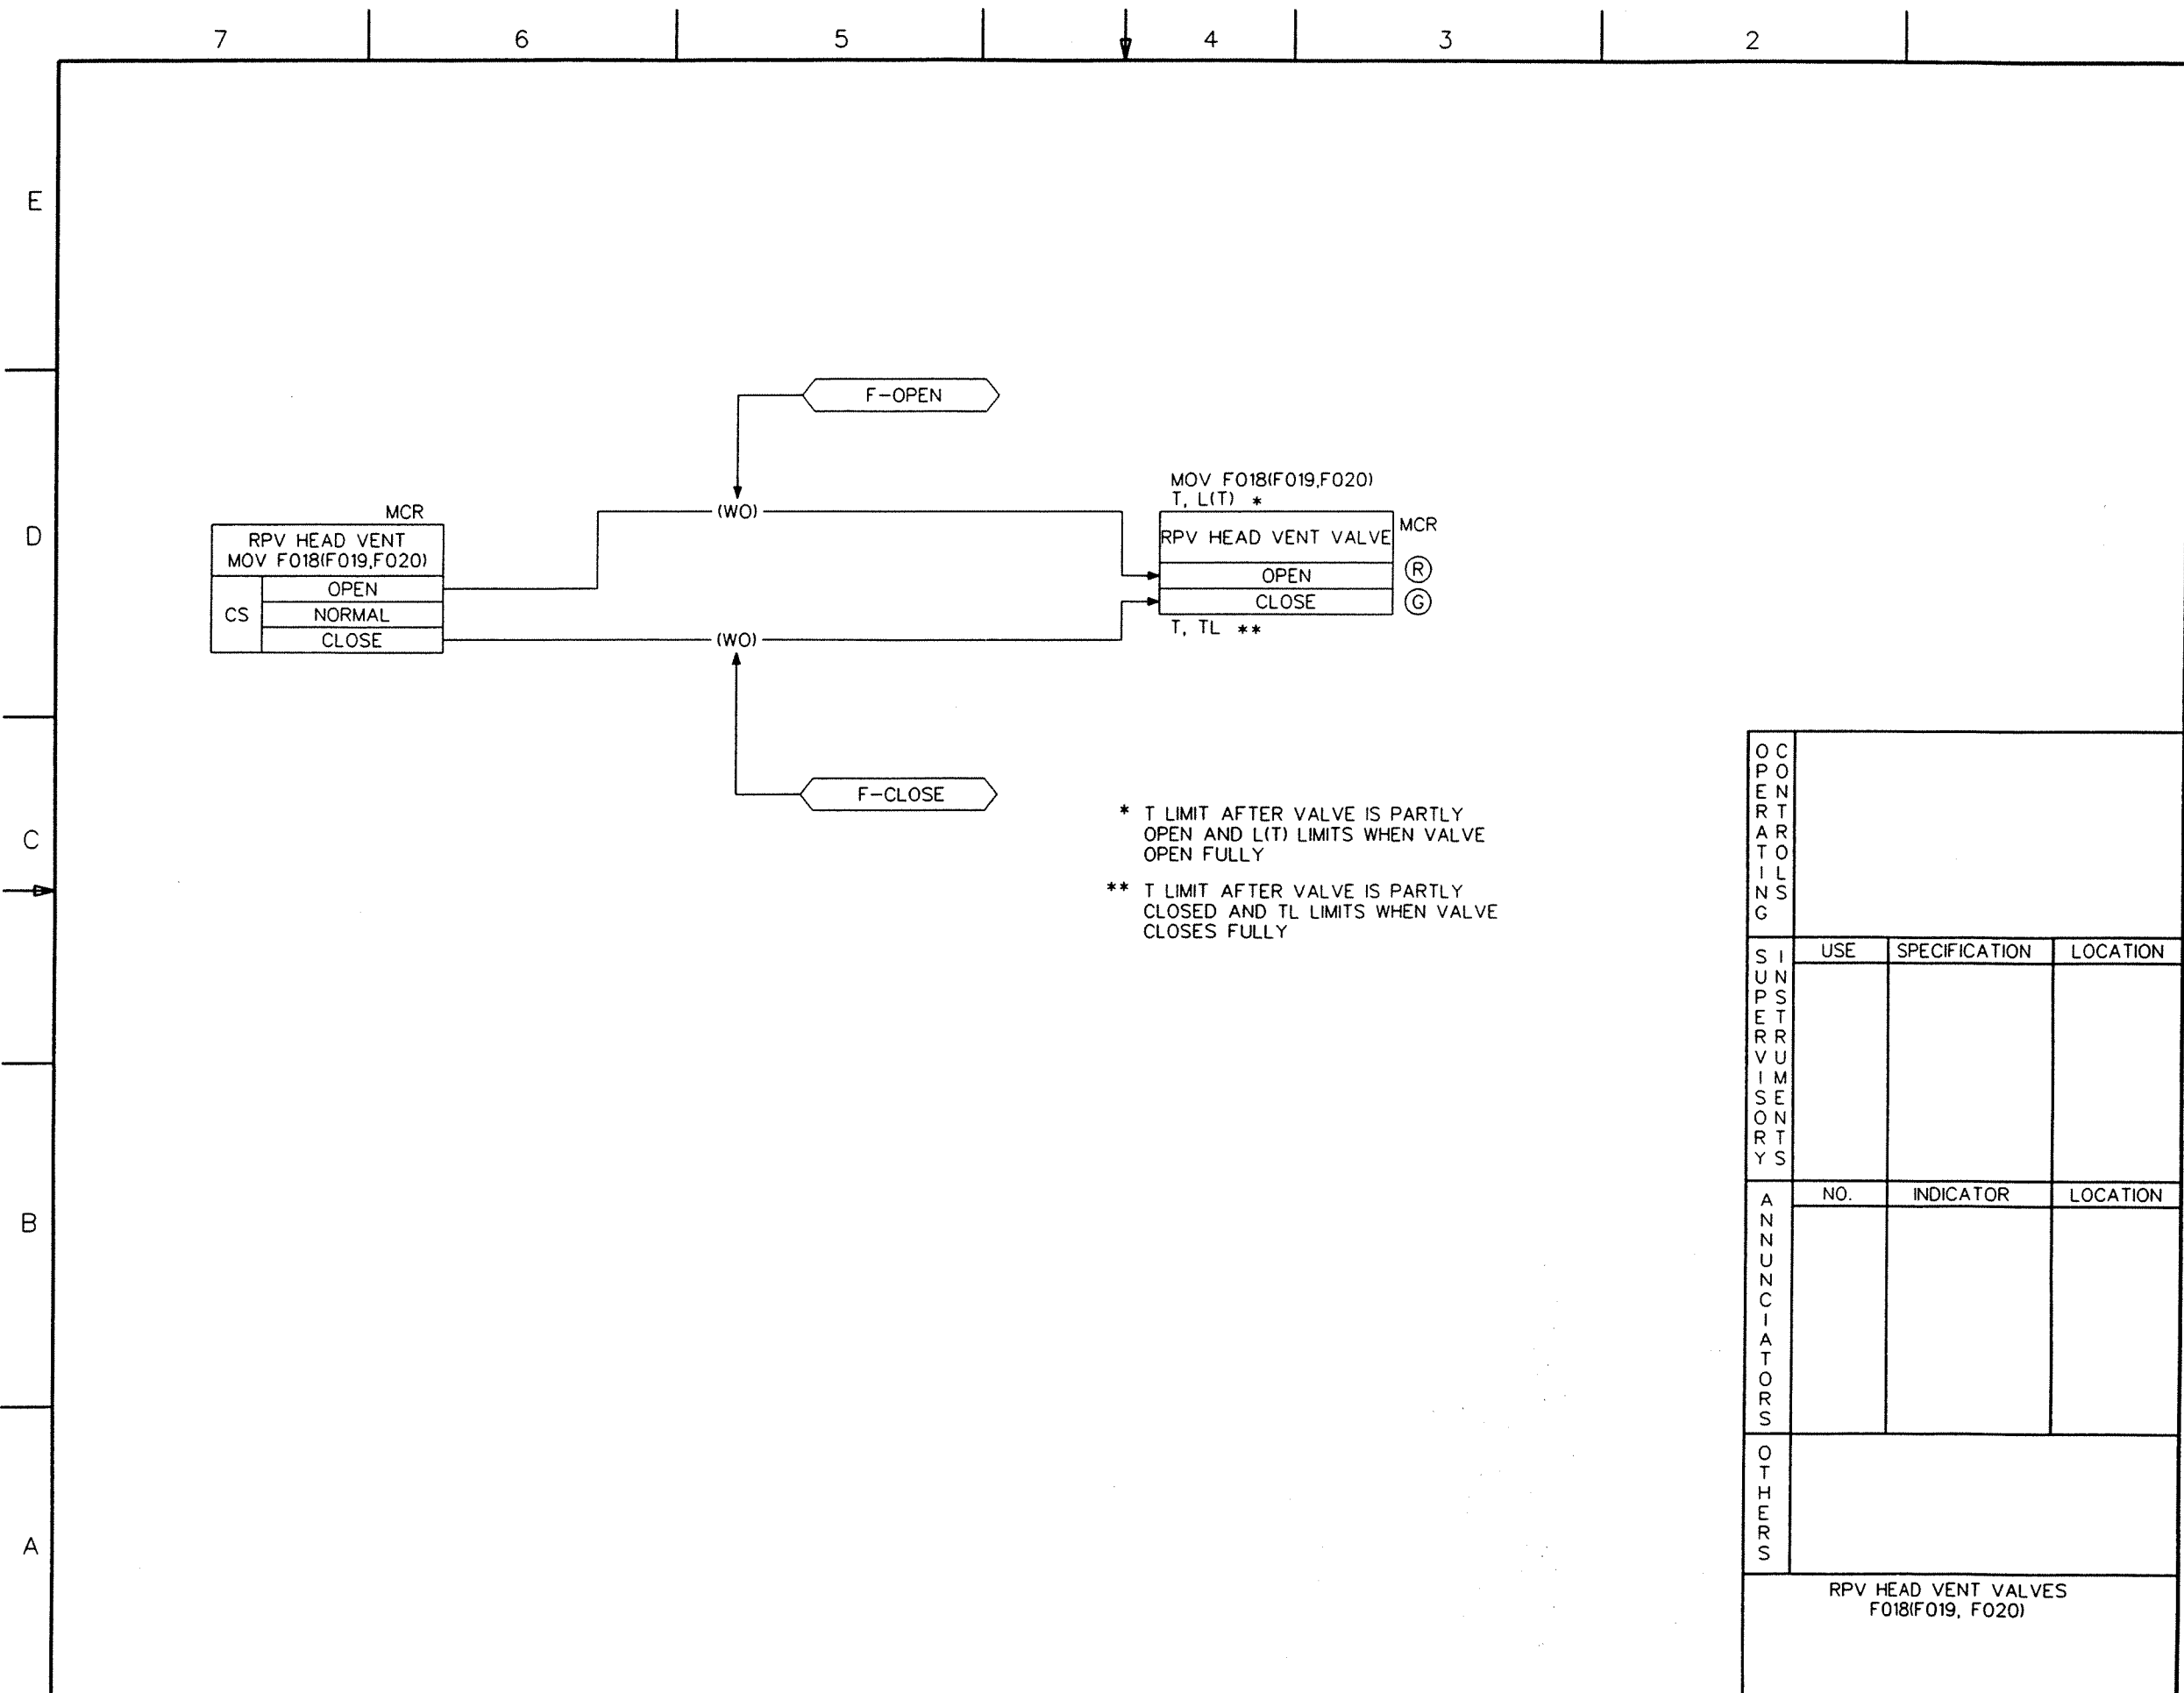 7 6 5 4 3 2
E
D
C
B
A
F-OPEN
MCR
RPV HEAD VENT
MOV F018(F019,F020)
CS
OPEN
NORMAL
CLOSE
(WO)
(WO)
MOV F018(F019,F020)
T, L(T) *
RPV HEAD VENT VALVE
MCR
OPEN
R
CLOSE
G
T, TL **
F-CLOSE
* T LIMIT AFTER VALVE IS PARTLY
OPEN AND L(T) LIMITS WHEN VALVE
OPEN FULLY
** T LIMIT AFTER VALVE IS PARTLY
CLOSED AND TL LIMITS WHEN VALVE
CLOSES FULLY
OPERATING
CONTROLS
SUPERVISORY
INSTRUMENTS
USE SPECIFICATION LOCATION
ANNUNCIATORS
NO. INDICATOR LOCATION
OTHERS
RPV HEAD VENT VALVES
F018(F019, F020)